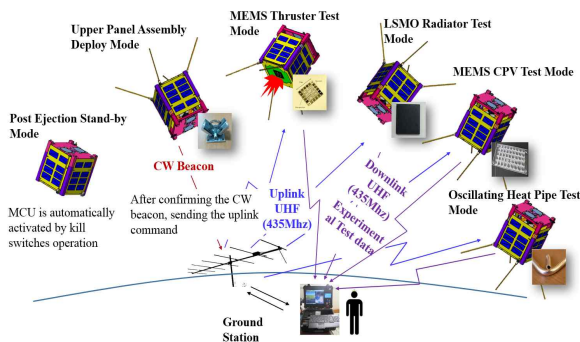 Post Ejection Stand-by
Mode
MCU is automatically
activated by kill
switches operation
Upper Panel Assembly
Deploy Mode
CW Beacon
After confirming the CW
beacon, sending the uplink
command
MEMS Thruster Test
Mode
Uplink
UHF
(435Mhz)
LSMO Radiator Test
Mode
Downlink
UHF
(435Mhz)
Experiment
al Test data
MEMS CPV Test Mode
Oscillating Heat Pipe Test
Mode
Ground
Station